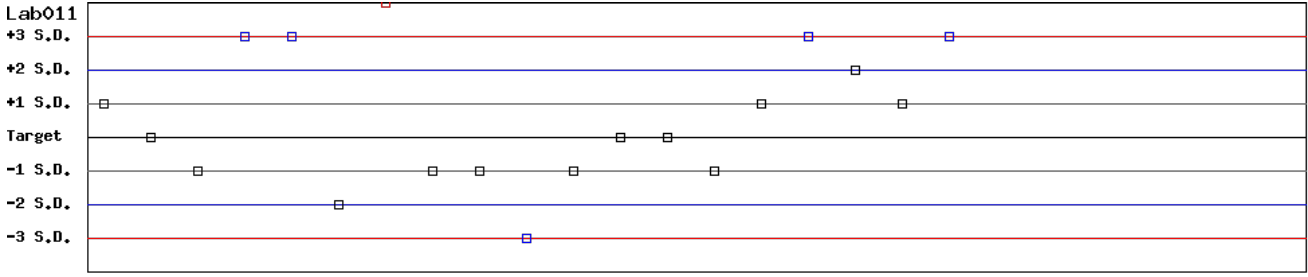 Lab011
+3 S.D.
+2 S.D.
+1 S.D.
Target
-1 S.D.
-2 S.D.
-3 S.D.